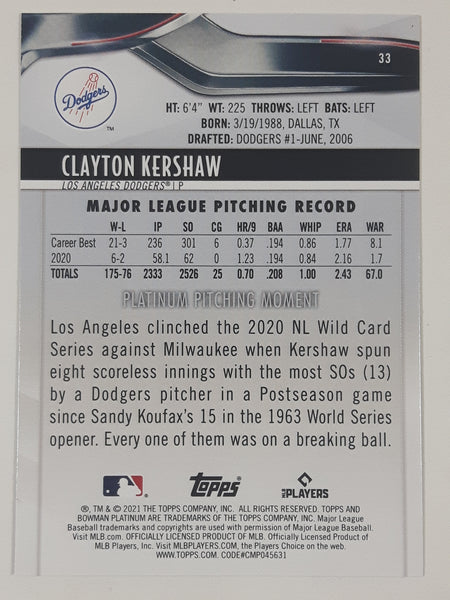 33
Dodgers
TM
HT: 6'4" WT: 225 THROWS: LEFT BATS: LEFT
BORN: 3/19/1988, DALLAS, TX
DRAFTED: DODGERS #1-JUNE, 2006
CLAYTON KERSHAW
LOS ANGELES DODGERS® | P
MAJOR LEAGUE PITCHING RECORD
W-L IP SO CG HR/9 BAA WHIP ERA WAR
Career Best 21-3 236 301 6 0.37 .194 0.86 1.77 8.1
2020 6-2 58.1 62 0 1.23 .194 0.84 2.16 1.7
TOTALS 175-76 2333 2526 25 0.70 .208 1.00 2.43 67.0
PLATINUM PITCHING MOMENT
Los Angeles clinched the 2020 NL Wild Card
Series against Milwaukee when Kershaw spun
eight scoreless innings with the most SOs (13)
by a Dodgers pitcher in a Postseason game
since Sandy Koufax's 15 in the 1963 World Series
opener. Every one of them was on a breaking ball.
TOPPS
MLB PLAYERS
®, TM & © 2021 THE TOPPS COMPANY, INC. ALL RIGHTS RESERVED. TOPPS AND
BOWMAN PLATINUM ARE TRADEMARKS OF THE TOPPS COMPANY, INC. Major League
Baseball trademarks and copyrights are used with permission of Major League Baseball.
Visit MLB.com. OFFICIALLY LICENSED PRODUCT OF MLB. Officially Licensed Product of
MLB Players, Inc. Visit MLBPLAYERS.com, the Players Choice on the web.
WWW.TOPPS.COM CODE#CMP045631